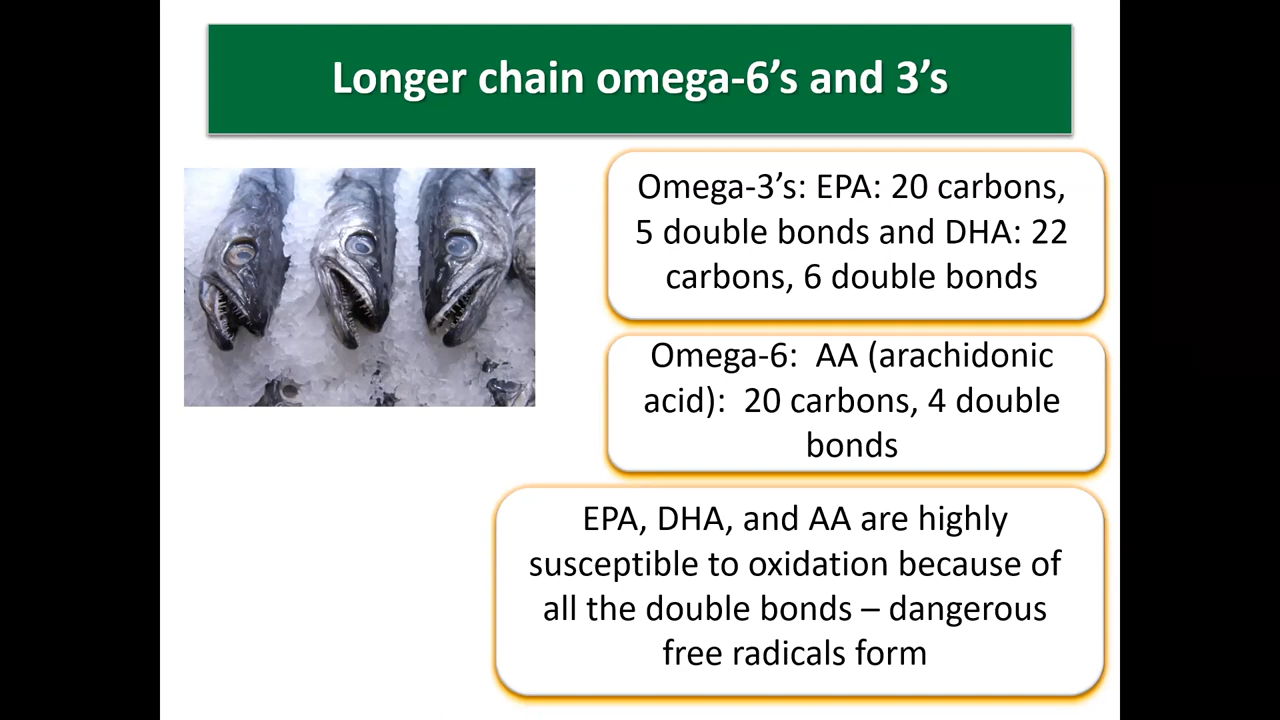 Longer chain omega-6’s and 3’s
Omega-3’s: EPA: 20 carbons,
5 double bonds and DHA: 22
carbons, 6 double bonds
Omega-6:  AA (arachidonic
acid):  20 carbons, 4 double
bonds
EPA, DHA, and AA are highly
susceptible to oxidation because of
all the double bonds – dangerous
free radicals form